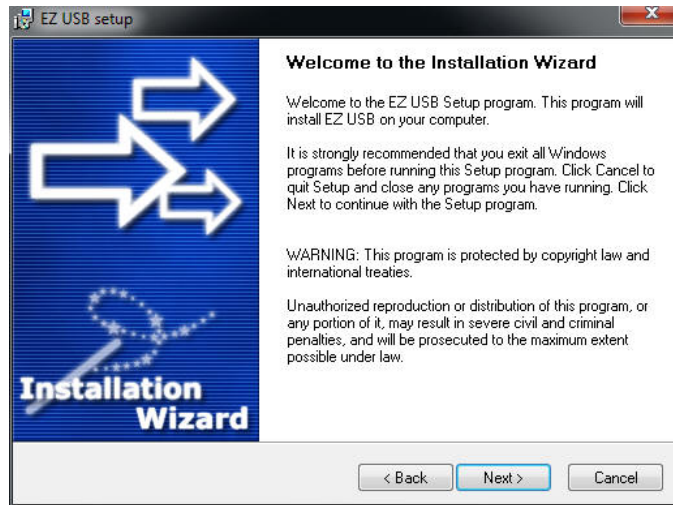 EZ USB setup
Welcome to the Installation Wizard
Welcome to the EZ USB Setup program. This program will
install EZ USB on your computer.
It is strongly recommended that you exit all Windows
programs before running this Setup program. Click Cancel to
quit Setup and close any programs you have running. Click
Next to continue with the Setup program.
WARNING: This program is protected by copyright law and
international treaties.
Unauthorized reproduction or distribution of this program, or
any portion of it, may result in severe civil and criminal
penalties, and will be prosecuted to the maximum extent
possible under law.
Installation
Wizard
< Back
Next >
Cancel